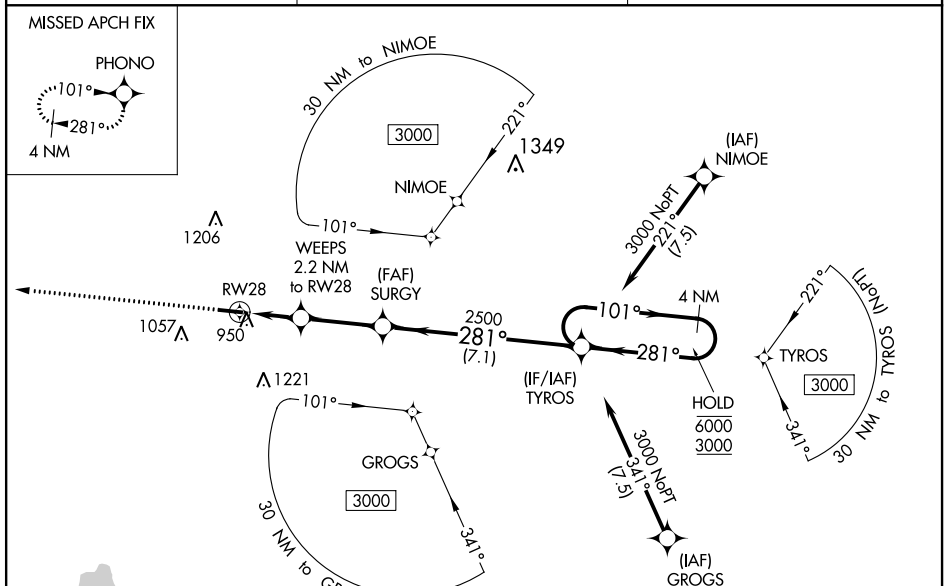 MISSED APCH FIX
PHONO
101°
281°
4 NM
30 NM to NIMOE
3000
221°
NIMOE
101°
1349
(IAF)
NIMOE
3000 NoPT
221°
(7.5)
1206
WEEPS
2.2 NM
to RW28
(FAF)
SURGY
RW28
1057
950
2500
281°
(7.1)
101°
4 NM
281°
(IF/IAF)
TYROS
HOLD
6000
3000
221°
TYROS
3000
341°
30 NM to TYROS (NoPT)
1221
101°
GROGS
3000
341°
30 NM to GR
3000 NoPT
341°
(7.5)
(IAF)
GROGS